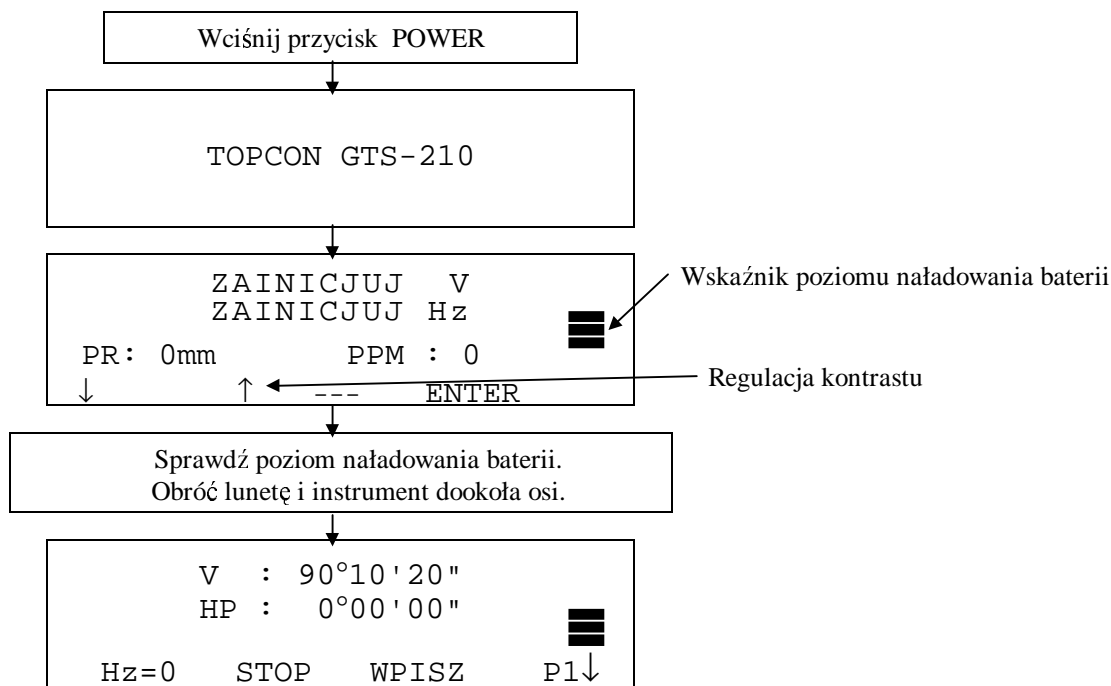 Wciśnij przycisk POWER
TOPCON GTS-210
ZAINICJUJ V
ZAINICJUJ Hz
Wskaźnik poziomu naładowania baterii
PR: 0mm PPM : 0
↓ ↑ --- ENTER
Regulacja kontrastu
Sprawdź poziom naładowania baterii.
Obróć lunetę i instrument dookoła osi.
V : 90°10'20"
HP : 0°00'00"
Hz=0 STOP WPISZ P1↓